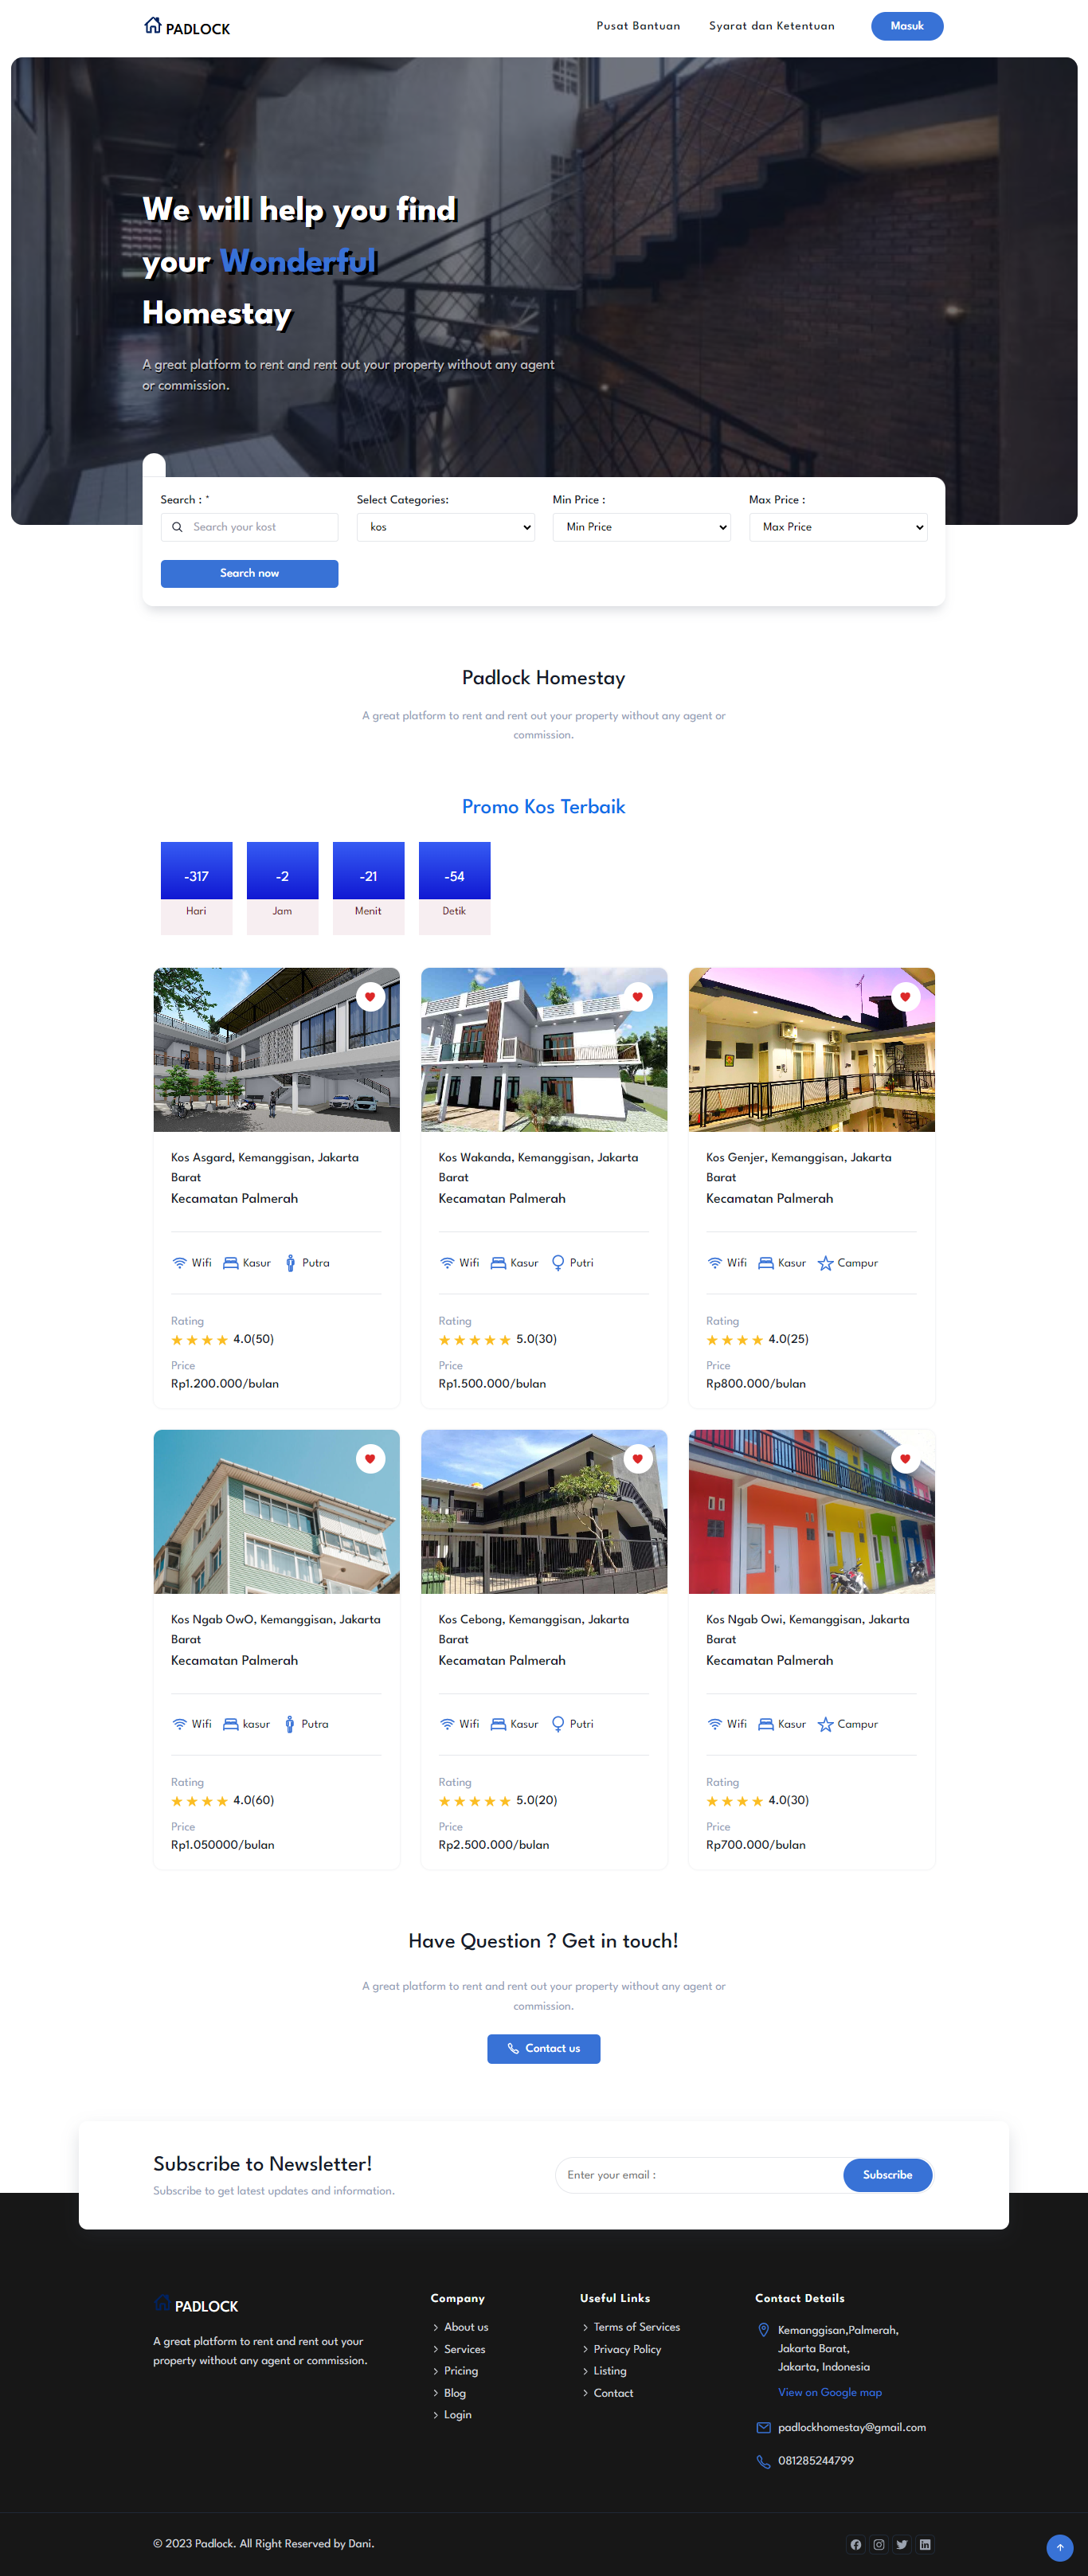 PADLOCK
Pusat Bantuan
Syarat dan Ketentuan
Masuk
We will help you find
your Wonderful
Homestay
A great platform to rent and rent out your property without any agent
or commission.
Search : *
Select Categories:
Min Price :
Max Price :
Search your kost
kos
Min Price
Max Price
Search now
Padlock Homestay
A great platform to rent and rent out your property without any agent or
commission.
Promo Kos Terbaik
-317
-2
-21
-54
Hari
Jam
Menit
Detik
Kos Asgard, Kemanggisan, Jakarta
Barat
Kecamatan Palmerah
Wifi Kasur Putra
Rating
4.0(50)
Price
Rp1.200.000/bulan
Kos Wakanda, Kemanggisan, Jakarta
Barat
Kecamatan Palmerah
Wifi Kasur Putri
Rating
5.0(30)
Price
Rp1.500.000/bulan
Kos Genjer, Kemanggisan, Jakarta
Barat
Kecamatan Palmerah
Wifi Kasur Campur
Rating
4.0(25)
Price
Rp800.000/bulan
Kos Ngab OwO, Kemanggisan, Jakarta
Barat
Kecamatan Palmerah
Wifi kasur Putra
Rating
4.0(60)
Price
Rp1.050000/bulan
Kos Cebong, Kemanggisan, Jakarta
Barat
Kecamatan Palmerah
Wifi Kasur Putri
Rating
5.0(20)
Price
Rp2.500.000/bulan
Kos Ngab Owi, Kemanggisan, Jakarta
Barat
Kecamatan Palmerah
Wifi Kasur Campur
Rating
4.0(30)
Price
Rp700.000/bulan
Have Question ? Get in touch!
A great platform to rent and rent out your property without any agent or
commission.
Contact us
Subscribe to Newsletter!
Subscribe to get latest updates and information.
Enter your email :
Subscribe
PADLOCK
A great platform to rent and rent out your
property without any agent or commission.
Company
About us
Services
Pricing
Blog
Login
Useful Links
Terms of Services
Privacy Policy
Listing
Contact
Contact Details
Kemanggisan,Palmerah,
Jakarta Barat,
Jakarta, Indonesia
View on Google map
padlockhomestay@gmail.com
081285244799
© 2023 Padlock. All Right Reserved by Dani.